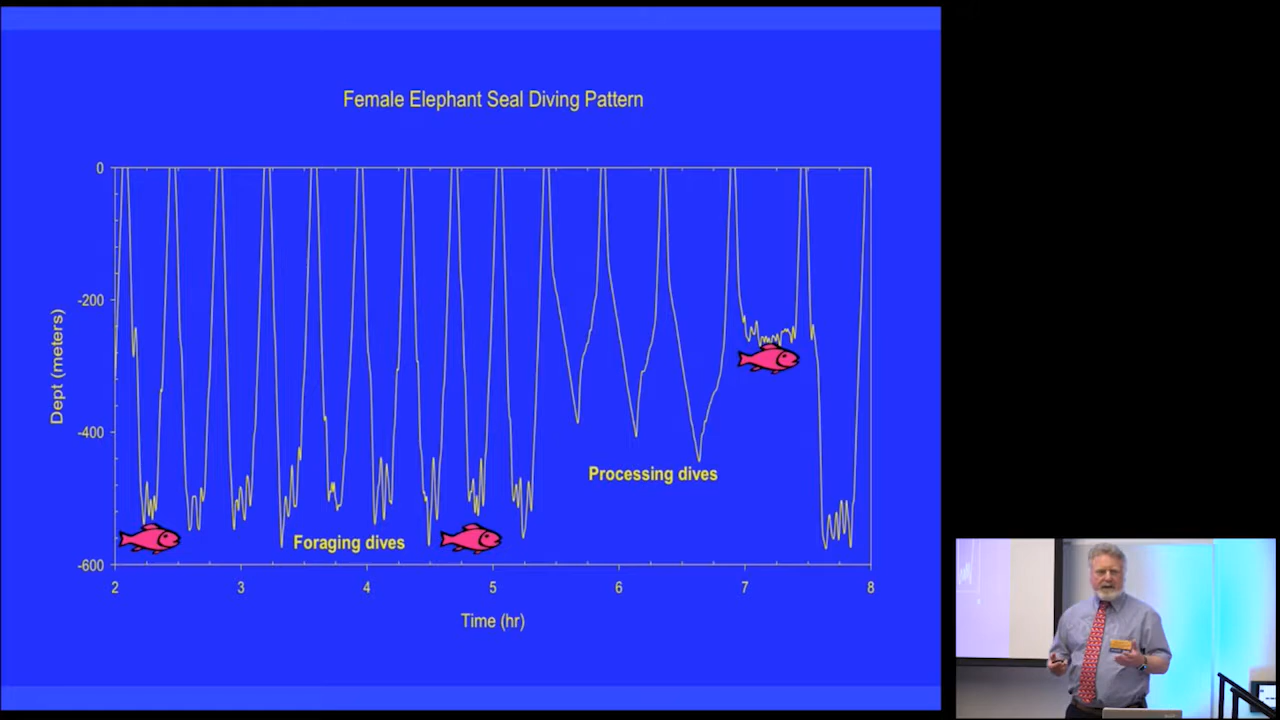 Female Elephant Seal Diving Pattern
0
-200
-400
-600
Dept (meters)
Processing dives
Foraging dives
2 3 4 5 6 7 8
Time (hr)